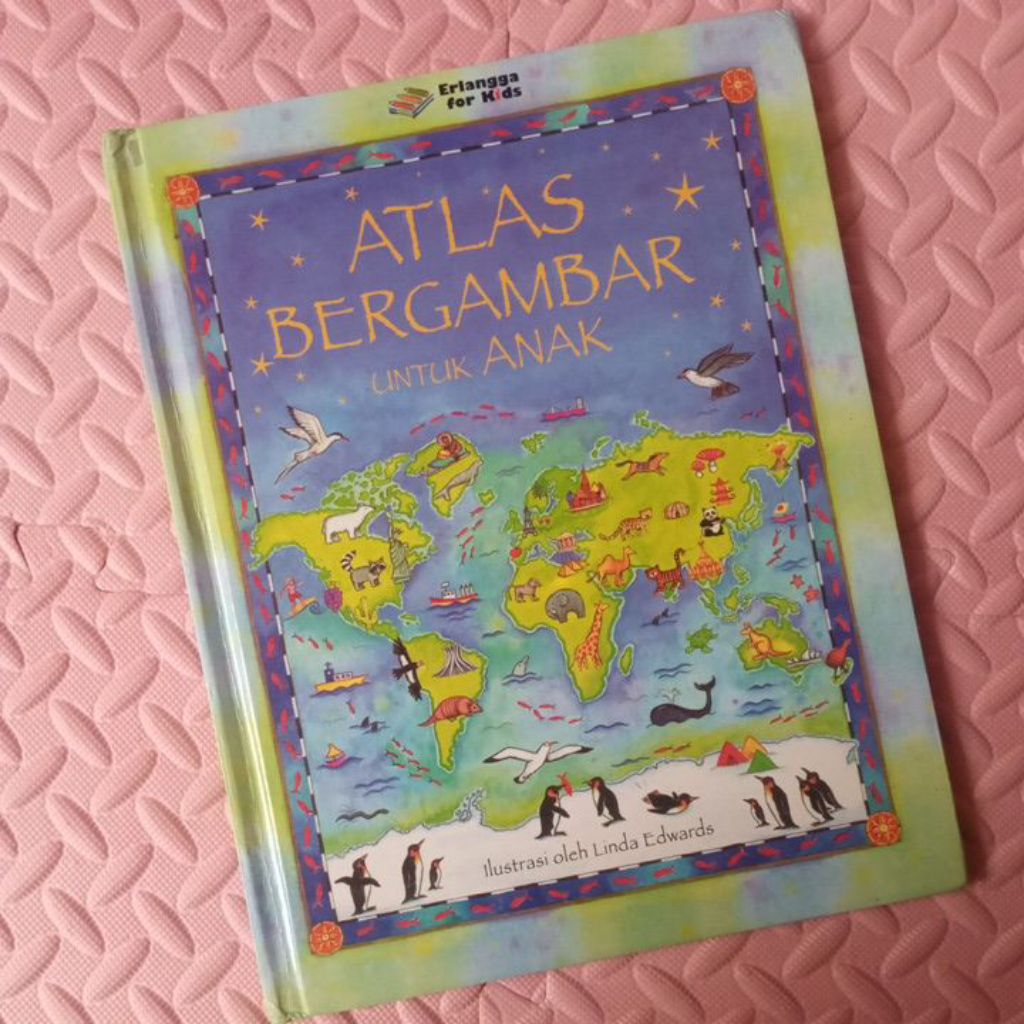 Erlangga
for Kids
ATLAS
BERGAMBAR
UNTUK ANAK
Ilustrasi oleh Linda Edwards